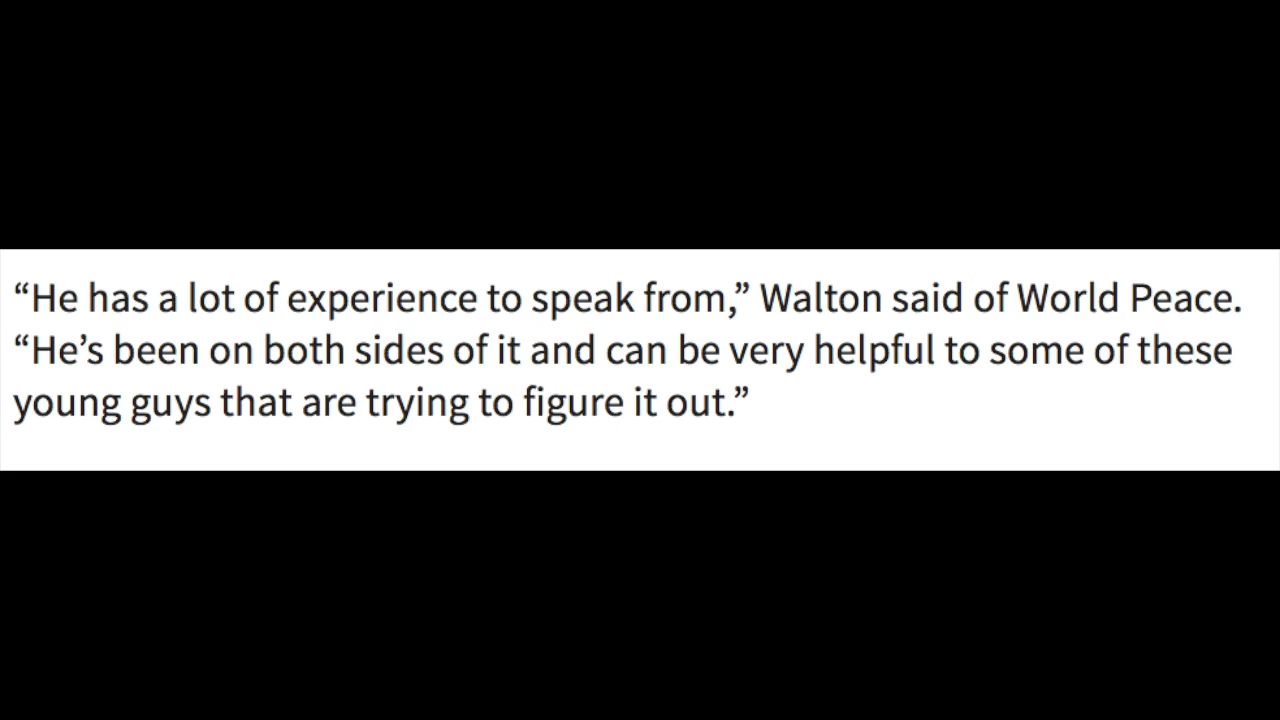 “He has a lot of experience to speak from,” Walton said of World Peace.
“He’s been on both sides of it and can be very helpful to some of these
young guys that are trying to figure it out.”